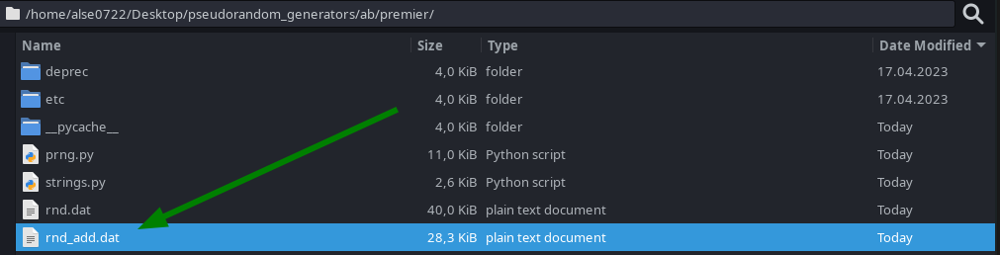 /home/alse0722/Desktop/pseudorandom_generators/ab/premier/
Name Size Type Date Modified
deprec 4,0 KiB folder 17.04.2023
etc 4,0 KiB folder 17.04.2023
__pycache__ 4,0 KiB folder Today
prng.py 11,0 KiB Python script Today
strings.py 2,6 KiB Python script Today
rnd.dat 40,0 KiB plain text document Today
rnd_add.dat 28,3 KiB plain text document Today